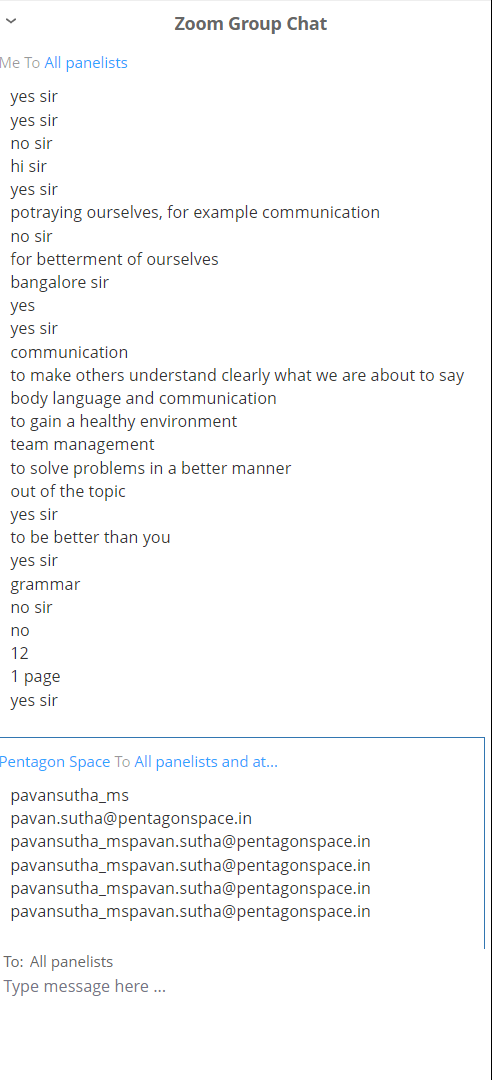 Zoom Group Chat
Me To All panelists
yes sir
yes sir
no sir
hi sir
yes sir
potraying ourselves, for example communication
no sir
for betterment of ourselves
bangalore sir
yes
yes sir
communication
to make others understand clearly what we are about to say
body language and communication
to gain a healthy environment
team management
to solve problems in a better manner
out of the topic
yes sir
to be better than you
yes sir
grammar
no sir
no
12
1 page
yes sir
Pentagon Space To All panelists and at...
pavansutha_ms
pavan.sutha@pentagonspace.in
pavansutha_mspavan.sutha@pentagonspace.in
pavansutha_mspavan.sutha@pentagonspace.in
pavansutha_mspavan.sutha@pentagonspace.in
pavansutha_mspavan.sutha@pentagonspace.in
To: All panelists
Type message here ...